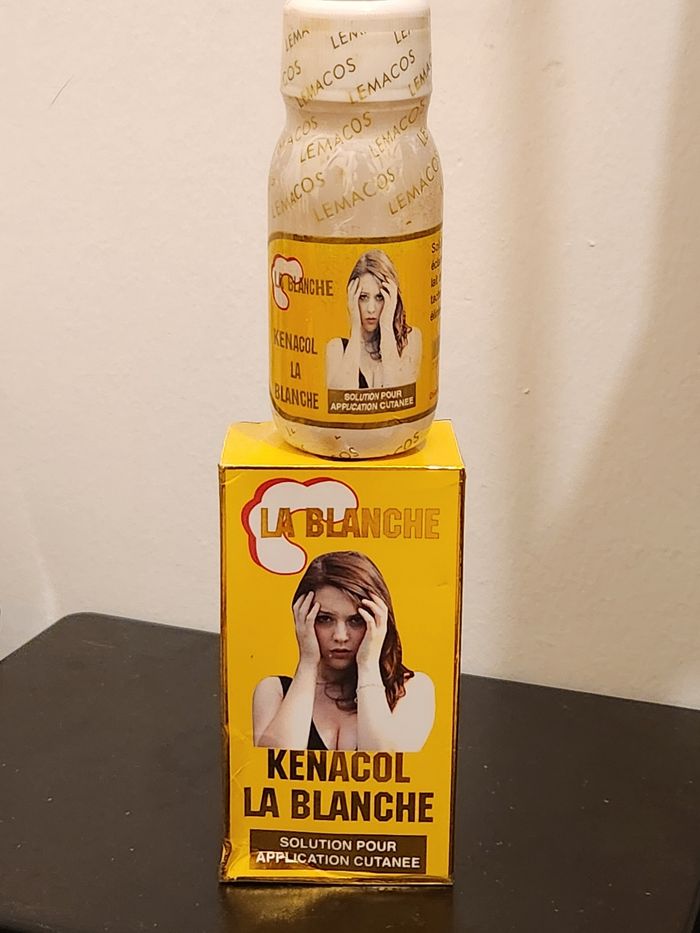 LEMACOS
LEMACOS
LEMACOS
LEMACOS
LEMACOS
LEMACOS
LA BLANCHE
KENACOL
LA
BLANCHE
SOLUTION POUR
APPLICATION CUTANEE
LA BLANCHE
KENACOL
LA BLANCHE
SOLUTION POUR
APPLICATION CUTANEE